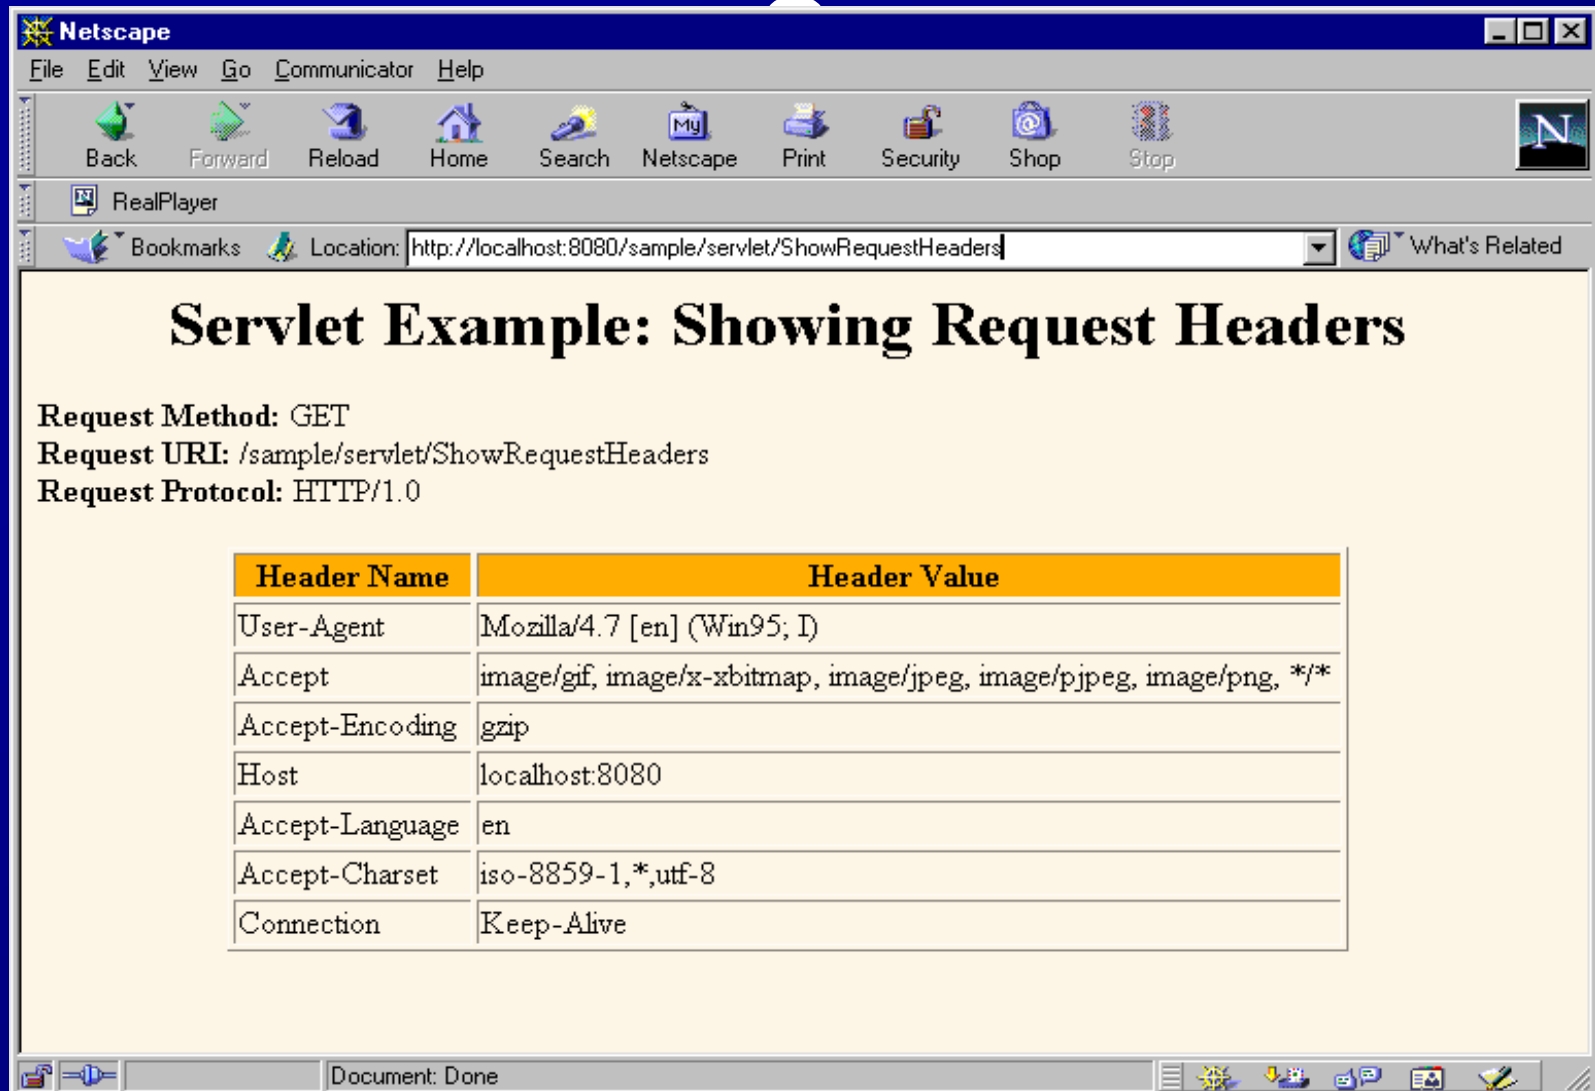 Netscape
File Edit View Go Communicator Help
My N
Back Forward Reload Home Search Netscape Print Security Shop Stop
N RealPlayer
Bookmarks Location: http://localhost:8080/sample/servlet/ShowRequestHeaders What's Related
Servlet Example: Showing Request Headers
Request Method: GET
Request URI: /sample/servlet/ShowRequestHeaders
Request Protocol: HTTP/1.0
Header Name Header Value
User-Agent Mozilla/4.7 [en] (Win95; I)
Accept image/gif, image/x-xbitmap, image/jpeg, image/pjpeg, image/png, */*
Accept-Encoding gzip
Host localhost:8080
Accept-Language en
Accept-Charset iso-8859-1,*,utf-8
Connection Keep-Alive
Document: Done